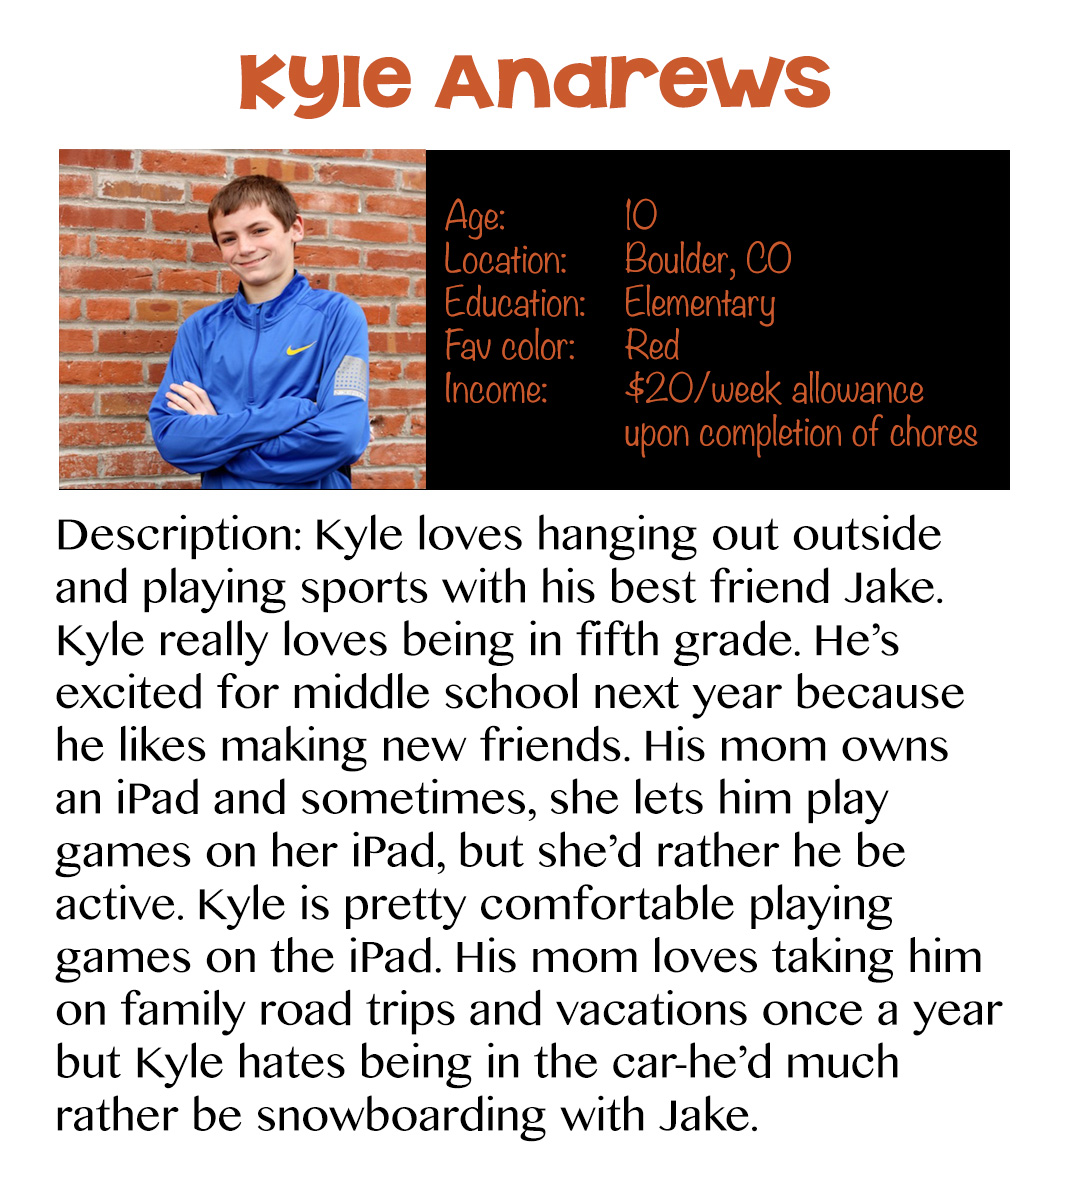 Kyle Andrews
Age: 10
Location: Boulder, CO
Education: Elementary
Fav color: Red
Income: $20/week allowance
upon completion of chores
Description: Kyle loves hanging out outside
and playing sports with his best friend Jake.
Kyle really loves being in fifth grade. He’s
excited for middle school next year because
he likes making new friends. His mom owns
an iPad and sometimes, she lets him play
games on her iPad, but she’d rather he be
active. Kyle is pretty comfortable playing
games on the iPad. His mom loves taking him
on family road trips and vacations once a year
but Kyle hates being in the car-he’d much
rather be snowboarding with Jake.